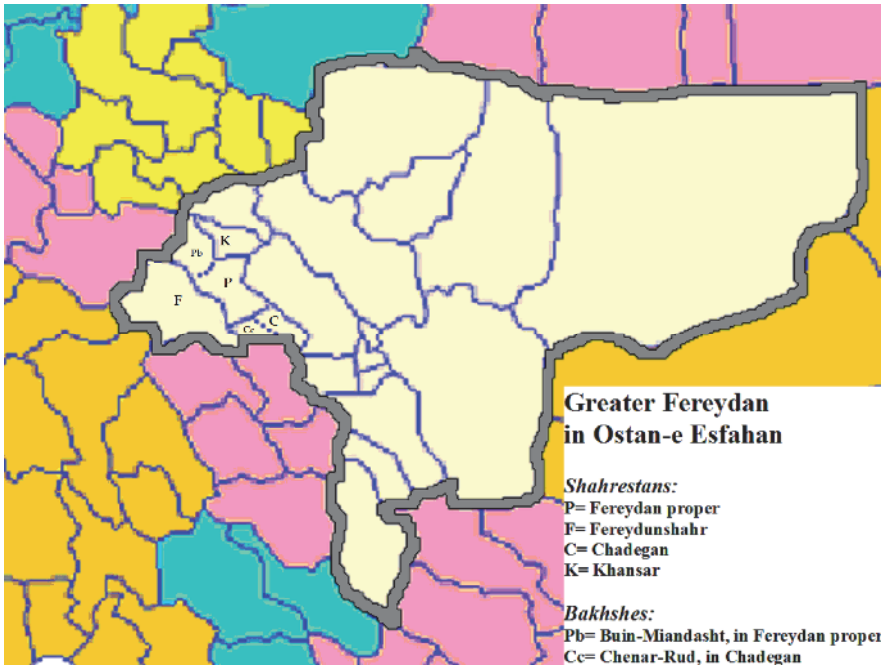 K
Pb
P
F
C
Cc
Greater Fereydan
in Ostan-e Esfahan
Shahrestans:
P= Fereydan proper
F= Fereydunshahr
C= Chadegan
K= Khansar
Bakhshes:
Pb= Buin-Miandasht, in Fereydan proper
Cc= Chenar-Rud, in Chadegan